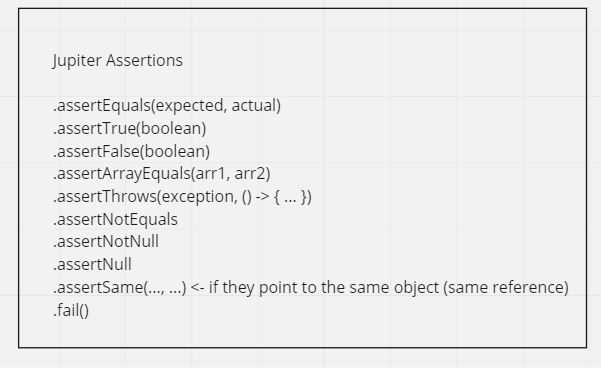 Jupiter Assertions
.assertEquals(expected, actual)
.assertTrue(boolean)
.assertFalse(boolean)
.assertArrayEquals(arr1, arr2)
.assertThrows(exception, () -> { ... })
.assertNotEquals
.assertNotNull
.assertNull
.assertSame(..., ...) <- if they point to the same object (same reference)
.fail()